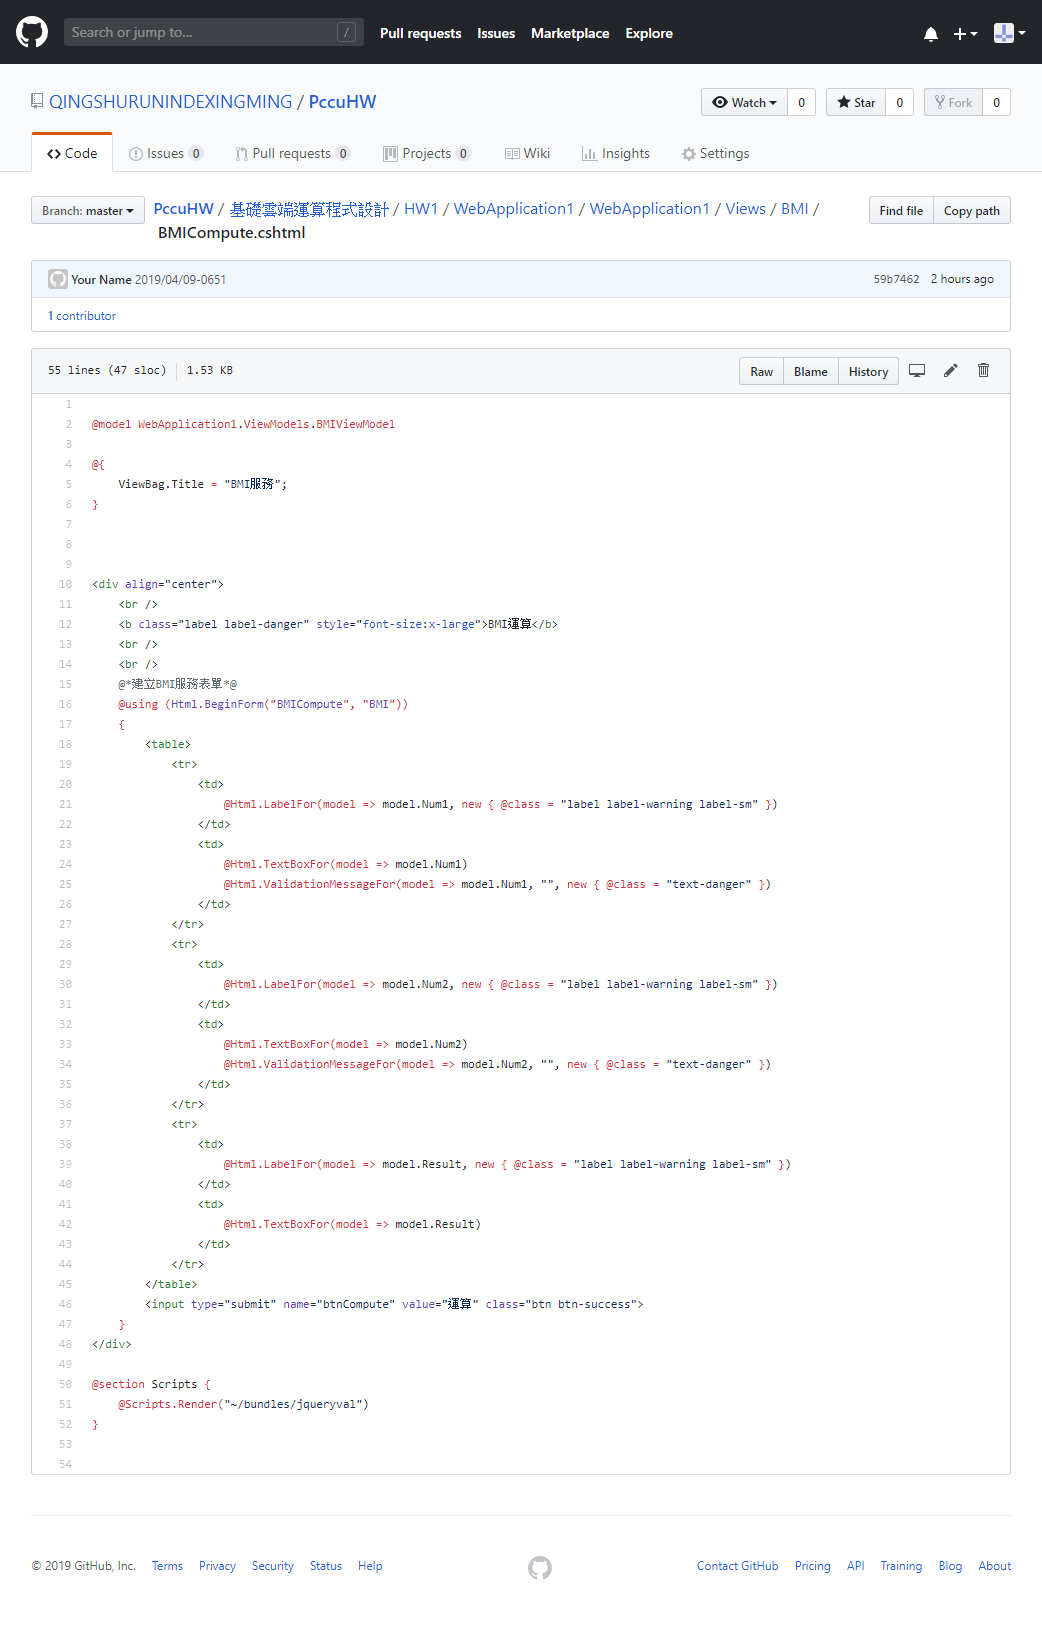 Search or jump to... / Pull requests Issues Marketplace Explore
QINGSHURUNINDEXINGMING / PccuHW Watch 0 Star 0 Fork 0
Code Issues 0 Pull requests 0 Projects 0 Wiki Insights Settings
Branch: master PccuHW / 基礎雲端運算程式設計 / HW1 / WebApplication1 / WebApplication1 / Views / BMI / Find file Copy path
BMICompute.cshtml
Your Name 2019/04/09-0651 59b7462 2 hours ago
1 contributor
55 lines (47 sloc) 1.53 KB Raw Blame History
1
2 @model WebApplication1.ViewModels.BMIViewModel
3
4 @{
5 ViewBag.Title = "BMI服務";
6 }
7
8
9
10 <div align="center">
11 <br />
12 <b class="label label-danger" style="font-size:x-large">BMI運算</b>
13 <br />
14 <br />
15 @*建立BMI服務表單*@
16 @using (Html.BeginForm("BMICompute", "BMI"))
17 {
18 <table>
19 <tr>
20 <td>
21 @Html.LabelFor(model => model.Num1, new { @class = "label label-warning label-sm" })
22 </td>
23 <td>
24 @Html.TextBoxFor(model => model.Num1)
25 @Html.ValidationMessageFor(model => model.Num1, "", new { @class = "text-danger" })
26 </td>
27 </tr>
28 <tr>
29 <td>
30 @Html.LabelFor(model => model.Num2, new { @class = "label label-warning label-sm" })
31 </td>
32 <td>
33 @Html.TextBoxFor(model => model.Num2)
34 @Html.ValidationMessageFor(model => model.Num2, "", new { @class = "text-danger" })
35 </td>
36 </tr>
37 <tr>
38 <td>
39 @Html.LabelFor(model => model.Result, new { @class = "label label-warning label-sm" })
40 </td>
41 <td>
42 @Html.TextBoxFor(model => model.Result)
43 </td>
44 </tr>
45 </table>
46 <input type="submit" name="btnCompute" value="運算" class="btn btn-success">
47 }
48 </div>
49
50 @section Scripts {
51 @Scripts.Render("~/bundles/jqueryval")
52 }
53
54
© 2019 GitHub, Inc. Terms Privacy Security Status Help Contact GitHub Pricing API Training Blog About